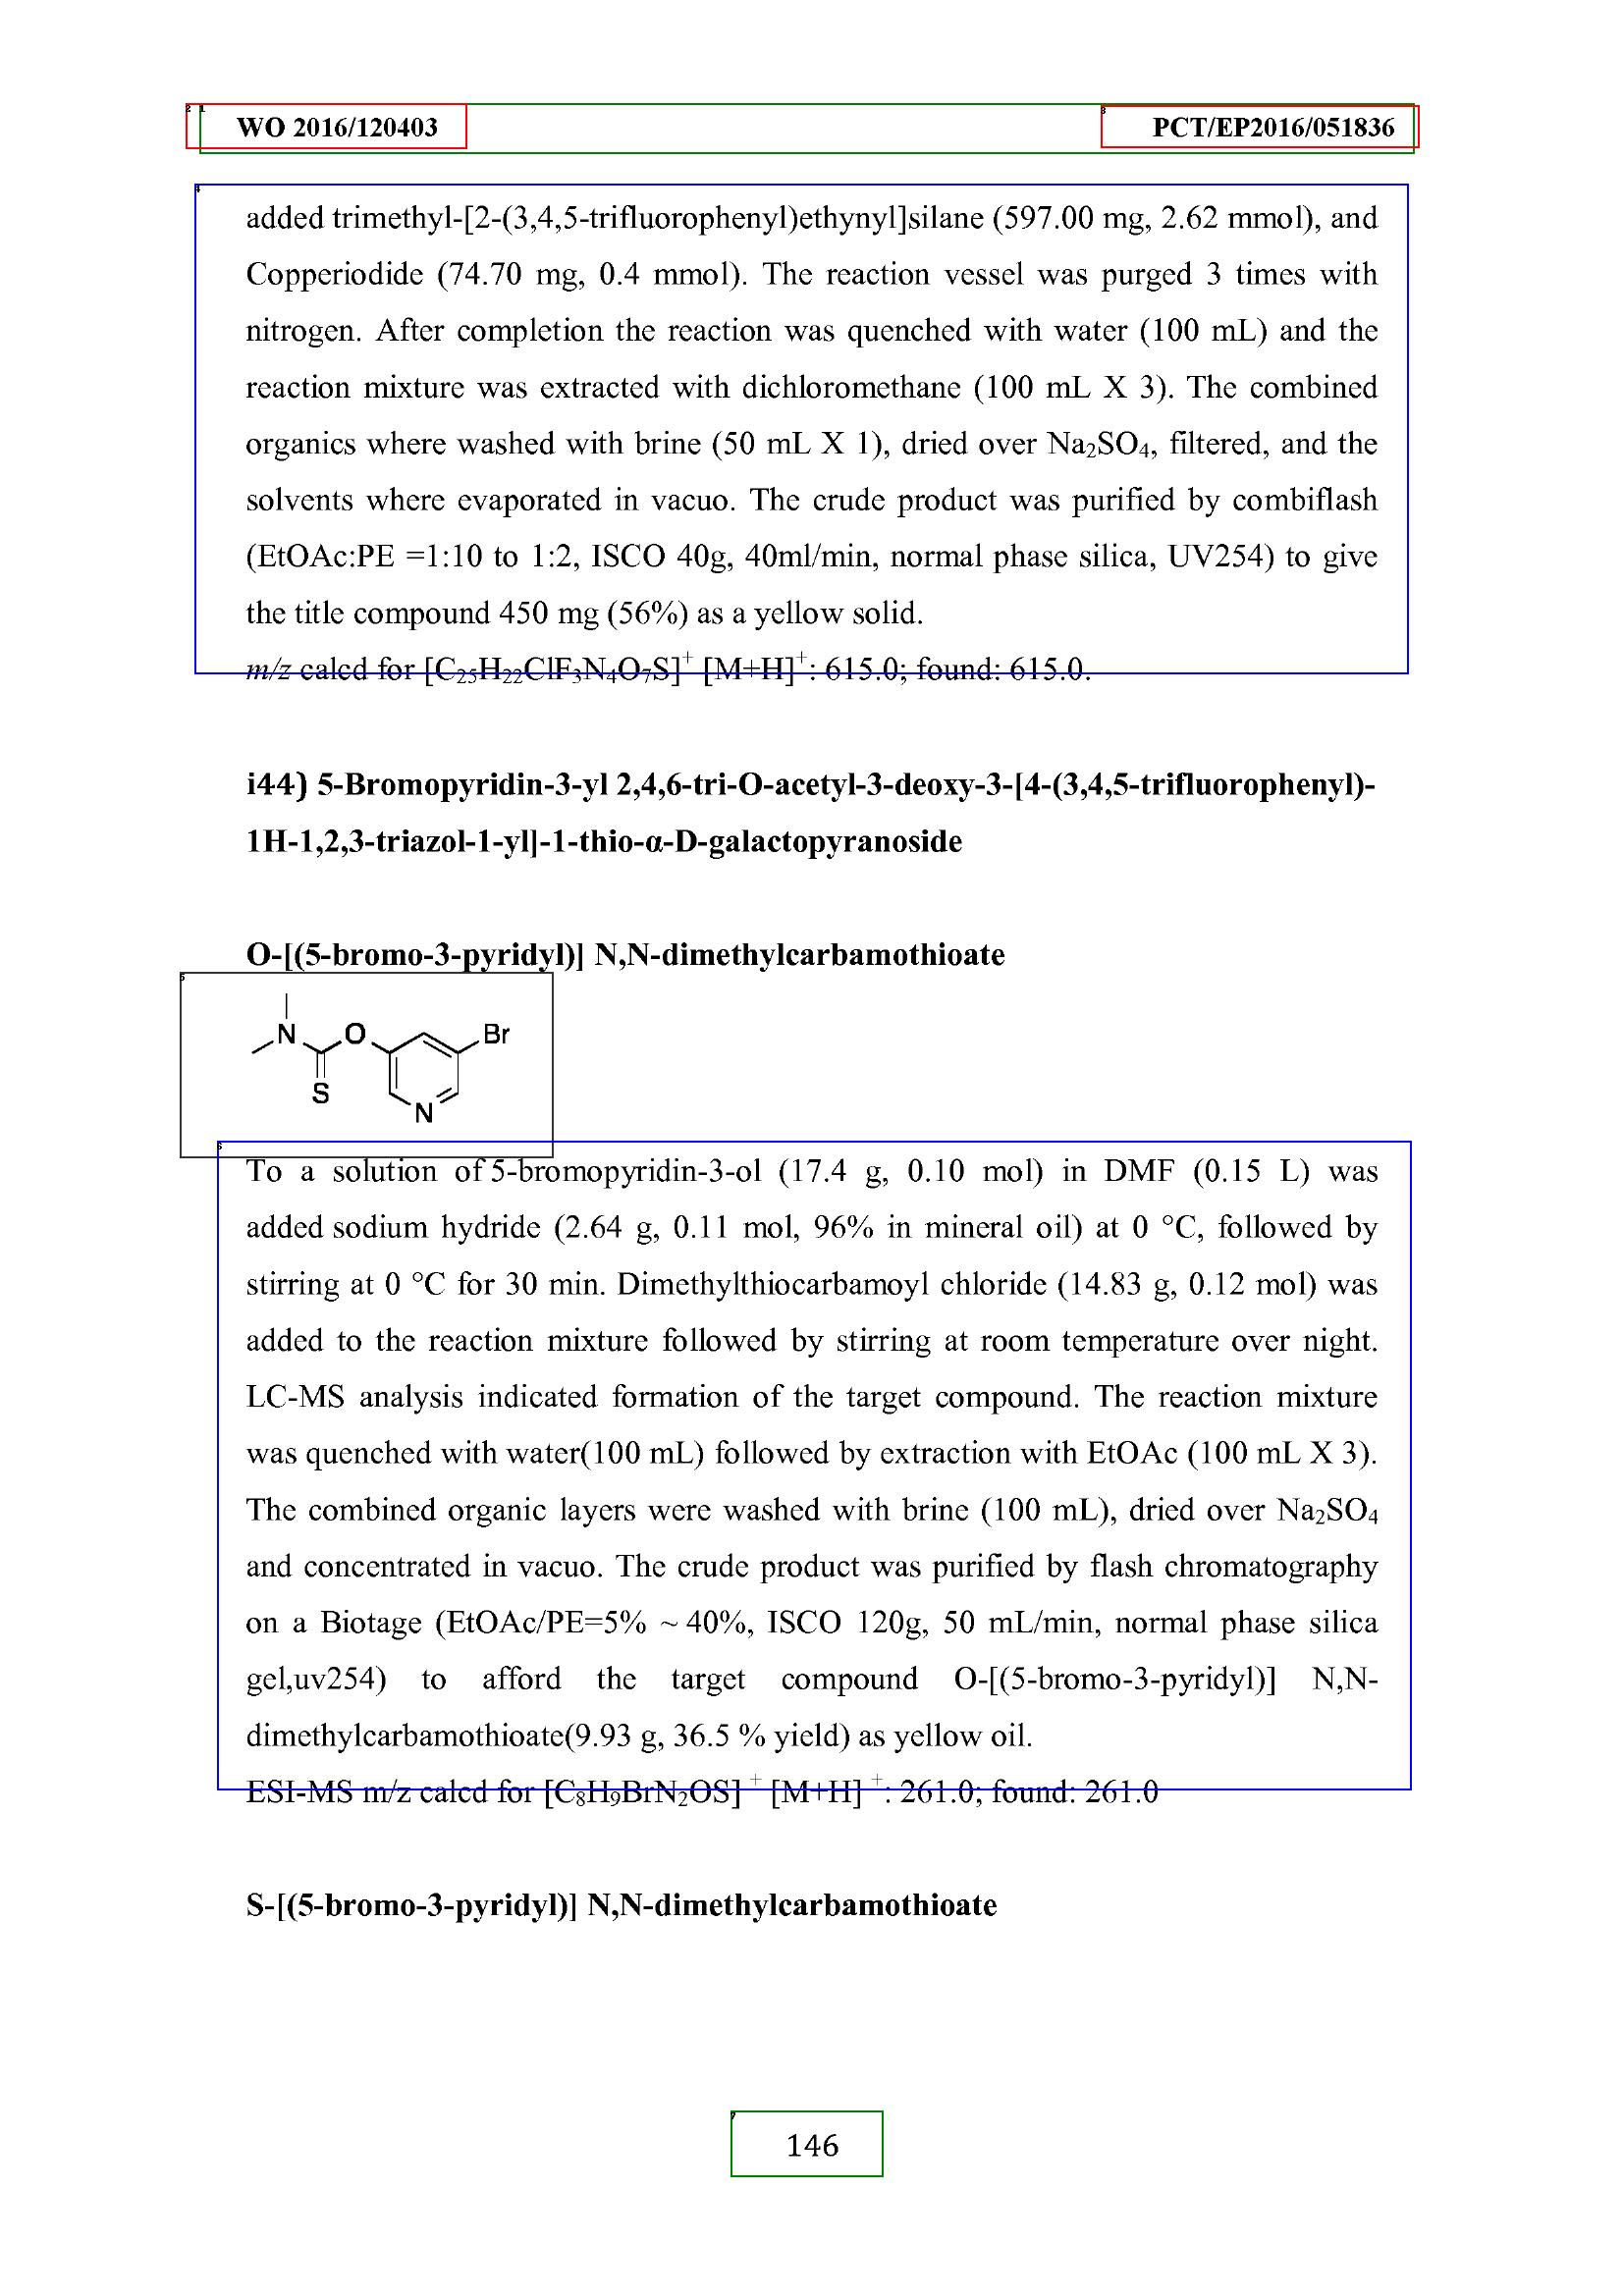 WO 2016/120403 PCT/EP2016/051836
added trimethyl-[2-(3,4,5-trifluorophenyl)ethynyl]silane (597.00 mg, 2.62 mmol), and
Copperiodide (74.70 mg, 0.4 mmol). The reaction vessel was purged 3 times with
nitrogen. After completion the reaction was quenched with water (100 mL) and the
reaction mixture was extracted with dichloromethane (100 mL X 3). The combined
organics where washed with brine (50 mL X 1), dried over Na₂SO₄, filtered, and the
solvents where evaporated in vacuo. The crude product was purified by combiflash
(EtOAc:PE =1:10 to 1:2, ISCO 40g, 40ml/min, normal phase silica, UV254) to give
the title compound 450 mg (56%) as a yellow solid.
m/z calcd for [C₂₅H₂₂ClF₃N₄O₇S]⁺ [M+H]⁺: 615.0; found: 615.0.
i44) 5-Bromopyridin-3-yl 2,4,6-tri-O-acetyl-3-deoxy-3-[4-(3,4,5-trifluorophenyl)-
1H-1,2,3-triazol-1-yl]-1-thio-α-D-galactopyranoside
O-[(5-bromo-3-pyridyl)] N,N-dimethylcarbamothioate
N O Br
S
N
To a solution of 5-bromopyridin-3-ol (17.4 g, 0.10 mol) in DMF (0.15 L) was
added sodium hydride (2.64 g, 0.11 mol, 96% in mineral oil) at 0 °C, followed by
stirring at 0 °C for 30 min. Dimethylthiocarbamoyl chloride (14.83 g, 0.12 mol) was
added to the reaction mixture followed by stirring at room temperature over night.
LC-MS analysis indicated formation of the target compound. The reaction mixture
was quenched with water(100 mL) followed by extraction with EtOAc (100 mL X 3).
The combined organic layers were washed with brine (100 mL), dried over Na₂SO₄
and concentrated in vacuo. The crude product was purified by flash chromatography
on a Biotage (EtOAc/PE=5% ~ 40%, ISCO 120g, 50 mL/min, normal phase silica
gel,uv254) to afford the target compound O-[(5-bromo-3-pyridyl)] N,N-
dimethylcarbamothioate(9.93 g, 36.5 % yield) as yellow oil.
ESI-MS m/z calcd for [C₈H₉BrN₂OS] ⁺ [M+H] ⁺: 261.0; found: 261.0
S-[(5-bromo-3-pyridyl)] N,N-dimethylcarbamothioate
146